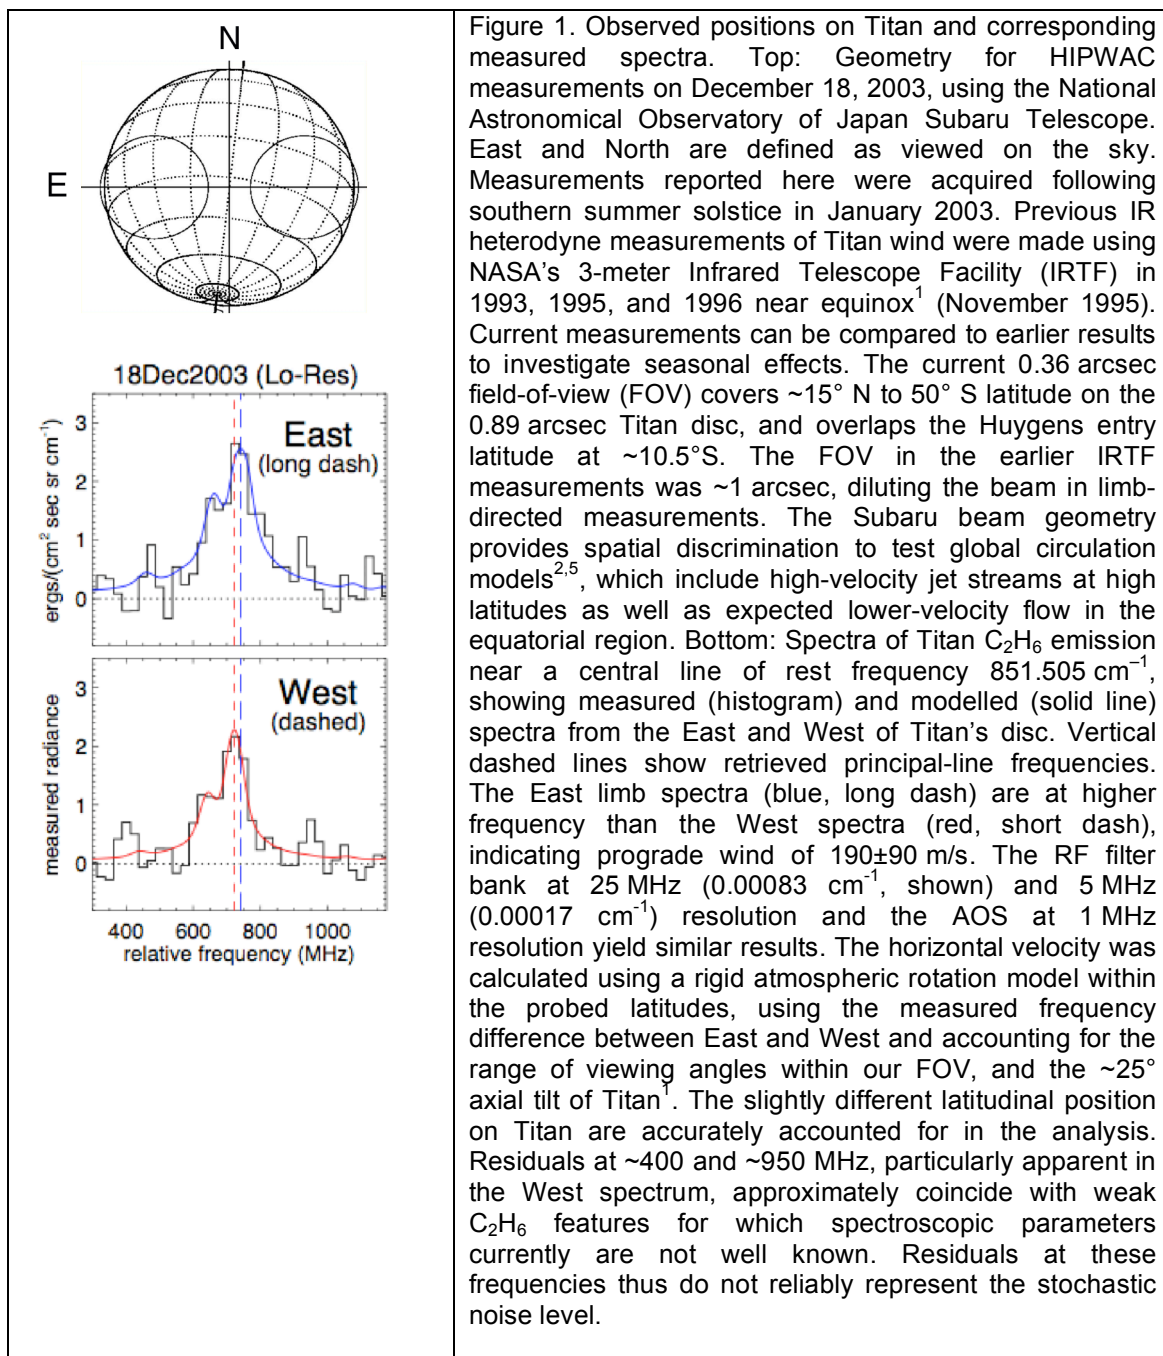 N
E
S
18Dec2003 (Lo-Res)
ergs/(cm² sec sr cm⁻¹)
3
2
1
0
East
(long dash)
measured radiance
3
2
1
0
West
(dashed)
400 600 800 1000
relative frequency (MHz)
Figure 1. Observed positions on Titan and corresponding
measured spectra. Top: Geometry for HIPWAC
measurements on December 18, 2003, using the National
Astronomical Observatory of Japan Subaru Telescope.
East and North are defined as viewed on the sky.
Measurements reported here were acquired following
southern summer solstice in January 2003. Previous IR
heterodyne measurements of Titan wind were made using
NASA's 3-meter Infrared Telescope Facility (IRTF) in
1993, 1995, and 1996 near equinox¹ (November 1995).
Current measurements can be compared to earlier results
to investigate seasonal effects. The current 0.36 arcsec
field-of-view (FOV) covers ~15° N to 50° S latitude on the
0.89 arcsec Titan disc, and overlaps the Huygens entry
latitude at ~10.5°S. The FOV in the earlier IRTF
measurements was ~1 arcsec, diluting the beam in limb-
directed measurements. The Subaru beam geometry
provides spatial discrimination to test global circulation
models²,⁵, which include high-velocity jet streams at high
latitudes as well as expected lower-velocity flow in the
equatorial region. Bottom: Spectra of Titan C₂H₆ emission
near a central line of rest frequency 851.505 cm⁻¹,
showing measured (histogram) and modelled (solid line)
spectra from the East and West of Titan's disc. Vertical
dashed lines show retrieved principal-line frequencies.
The East limb spectra (blue, long dash) are at higher
frequency than the West spectra (red, short dash),
indicating prograde wind of 190±90 m/s. The RF filter
bank at 25 MHz (0.00083 cm⁻¹, shown) and 5 MHz
(0.00017 cm⁻¹) resolution and the AOS at 1 MHz
resolution yield similar results. The horizontal velocity was
calculated using a rigid atmospheric rotation model within
the probed latitudes, using the measured frequency
difference between East and West and accounting for the
range of viewing angles within our FOV, and the ~25°
axial tilt of Titan¹. The slightly different latitudinal position
on Titan are accurately accounted for in the analysis.
Residuals at ~400 and ~950 MHz, particularly apparent in
the West spectrum, approximately coincide with weak
C₂H₆ features for which spectroscopic parameters
currently are not well known. Residuals at these
frequencies thus do not reliably represent the stochastic
noise level.